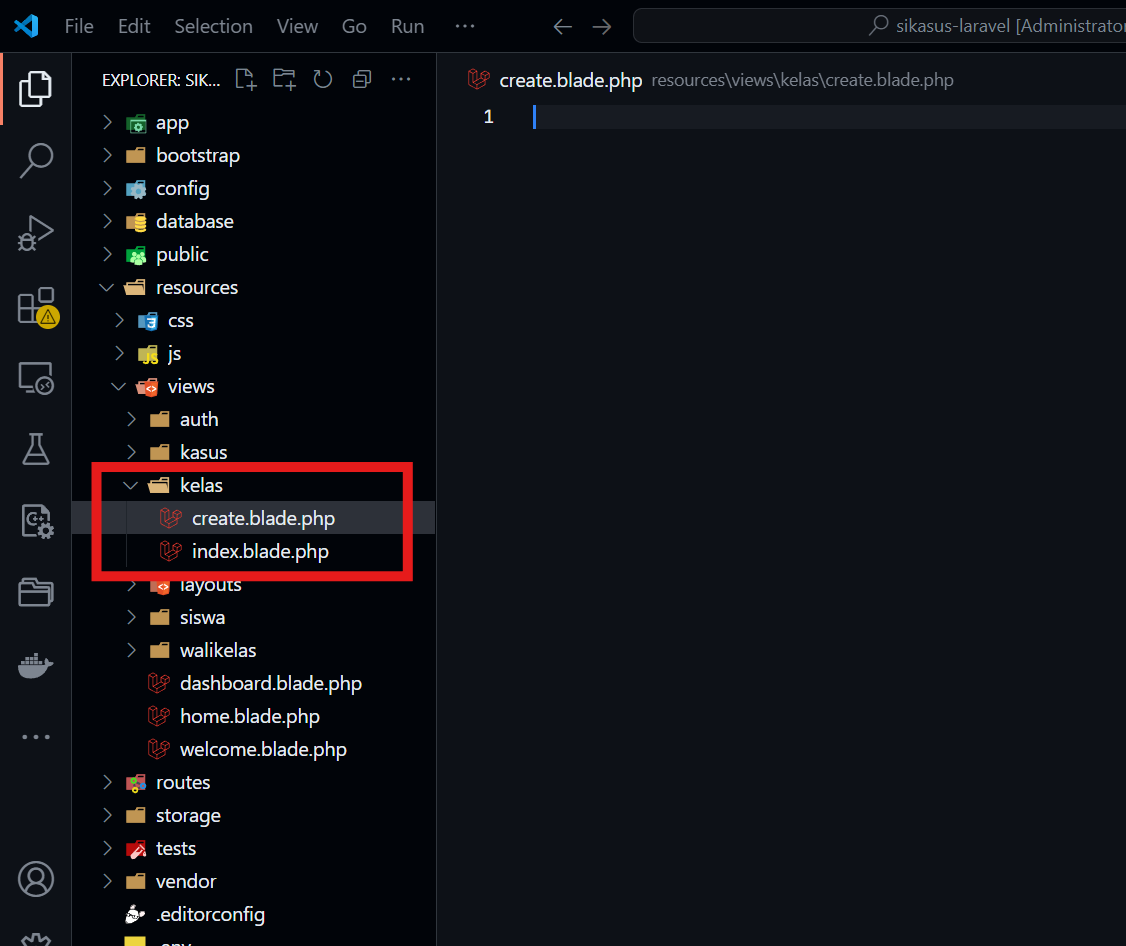 File Edit Selection View Go Run ··· sikasus-laravel [Administrator
EXPLORER: SIK...
create.blade.php resources\views\kelas\create.blade.php
1
app
bootstrap
config
database
public
resources
css
js
views
auth
kasus
kelas
create.blade.php
index.blade.php
layouts
siswa
walikelas
dashboard.blade.php
home.blade.php
welcome.blade.php
routes
storage
tests
vendor
.editorconfig
.env